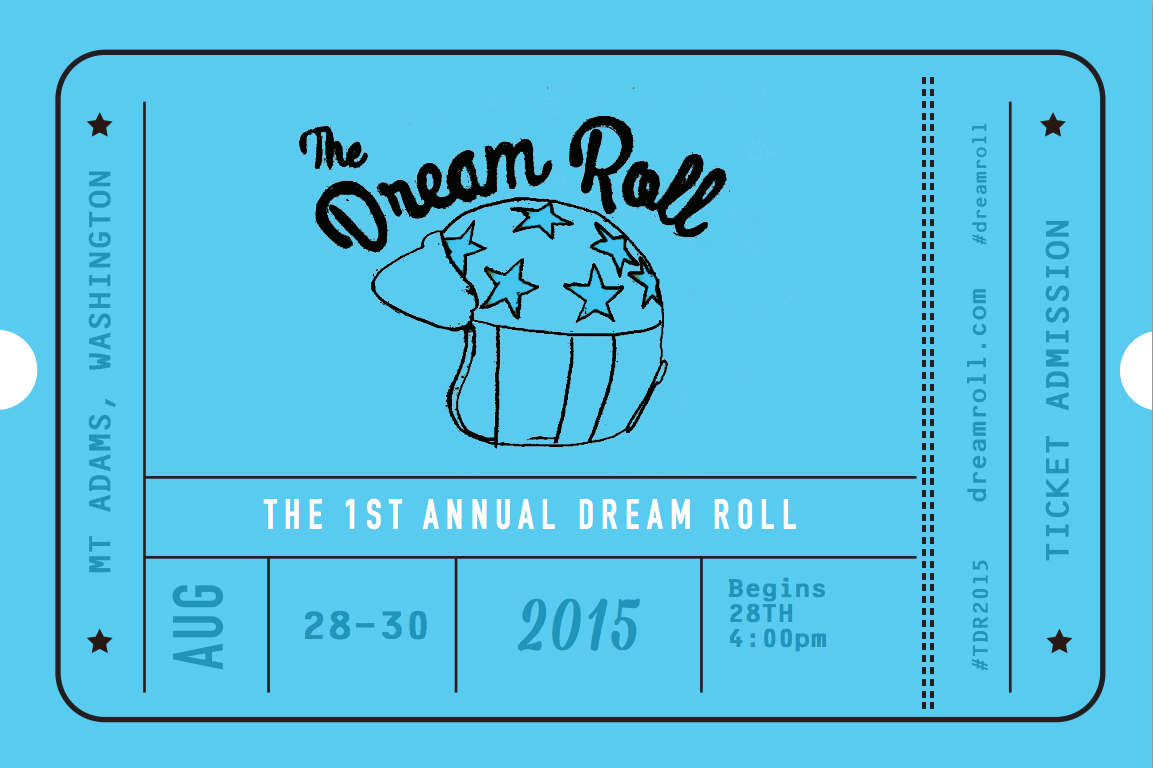 MT ADAMS, WASHINGTON
The
Dream Roll
THE 1ST ANNUAL DREAM ROLL
AUG
28-30
2015
Begins
28TH
4:00pm
#TDR2015 dreamroll.com #dreamroll
TICKET ADMISSION